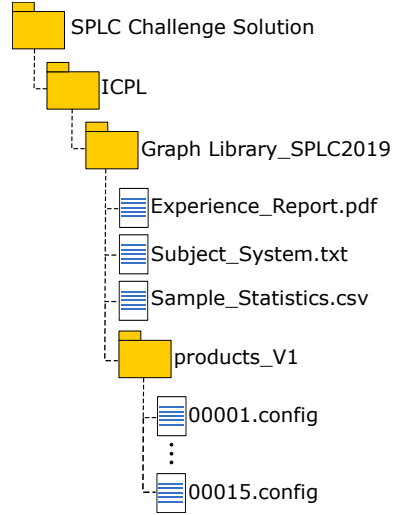 SPLC Challenge Solution
ICPL
Graph Library_SPLC2019
Experience_Report.pdf
Subject_System.txt
Sample_Statistics.csv
products_V1
00001.config
00015.config